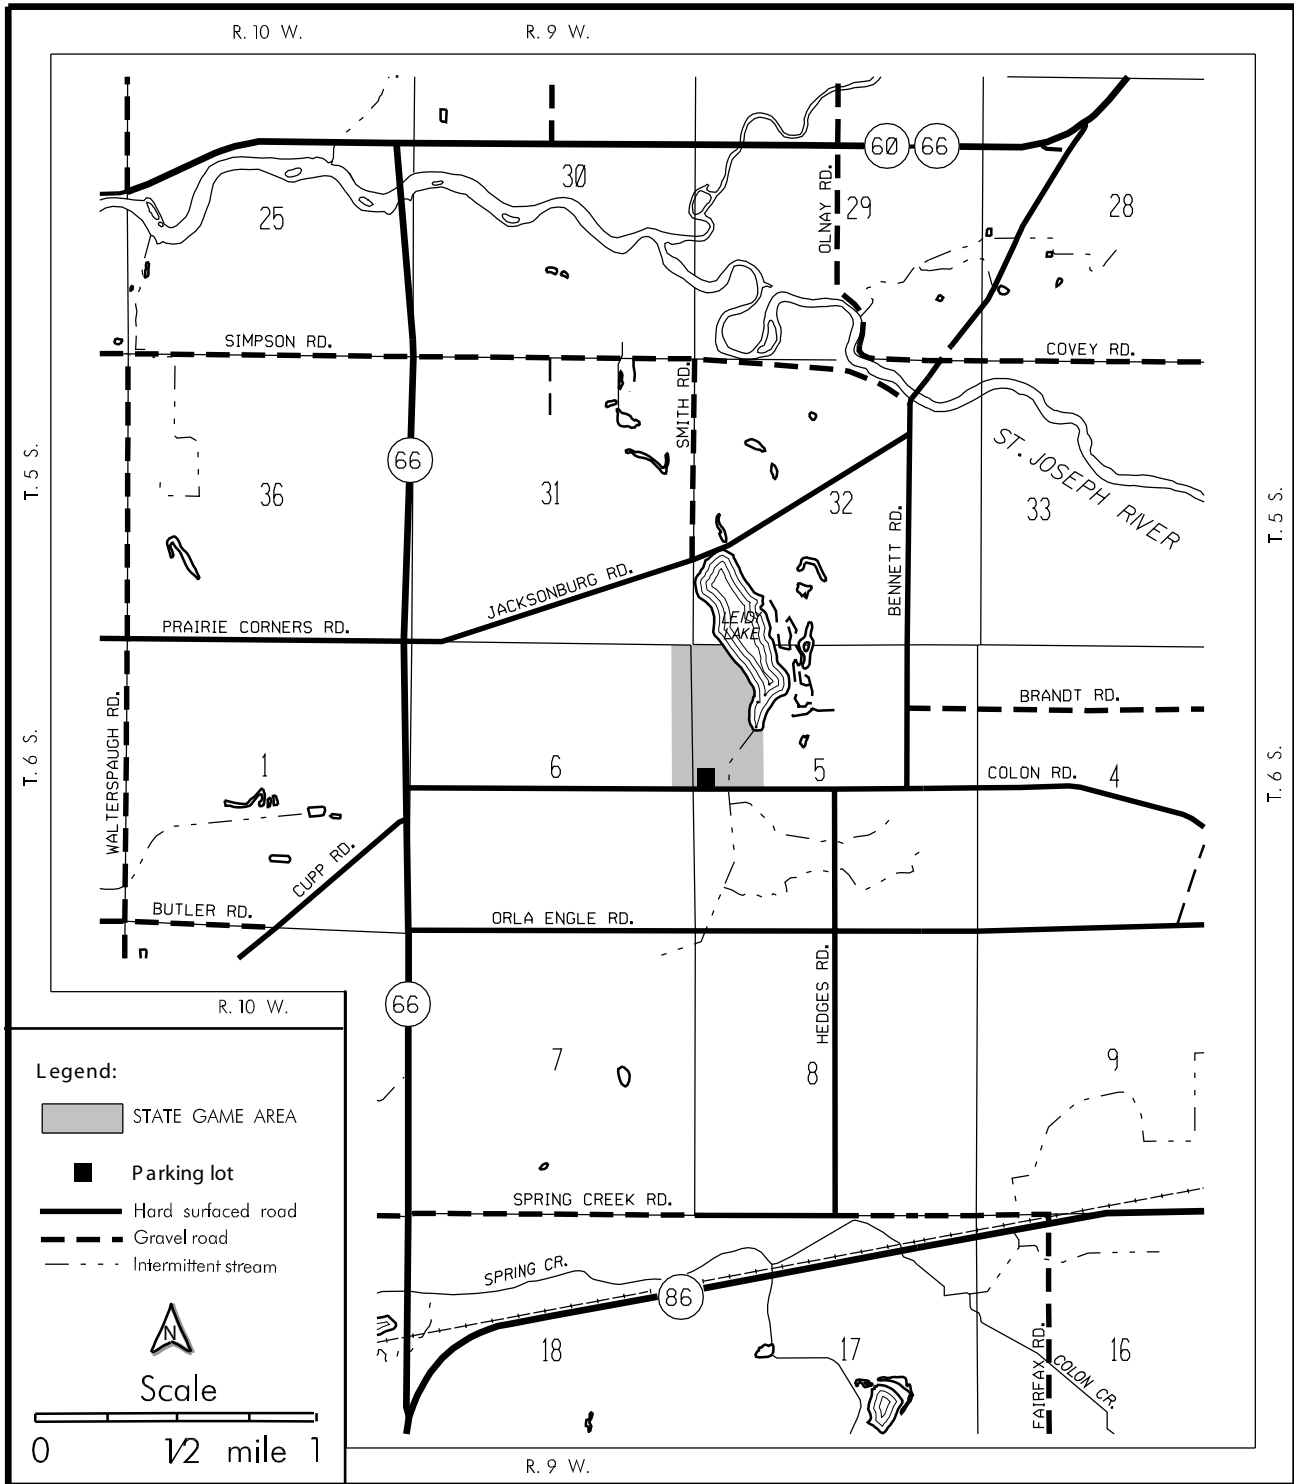 R. 10 W.
R. 9 W.
60
66
30
25
OLNAY RD.
29
28
SIMPSON RD.
COVEY RD.
SMITH RD.
66
T. 5 S.
36
31
32
33
ST. JOSEPH RIVER
T. 5 S.
BENNETT RD.
JACKSONBURG RD.
LEIDY
LAKE
PRAIRIE CORNERS RD.
WALTERSPAUGH RD.
BRANDT RD.
T. 6 S.
T. 6 S.
1
6
5
COLON RD.
4
CUPP RD.
BUTLER RD.
ORLA ENGLE RD.
HEDGES RD.
R. 10 W.
66
7
8
9
Legend:
STATE GAME AREA
Parking lot
Hard surfaced road
Gravel road
Intermittent stream
N
Scale
0 1/2 mile 1
SPRING CREEK RD.
SPRING CR.
86
18
17
16
FAIRFAX RD.
COLON CR.
R. 9 W.